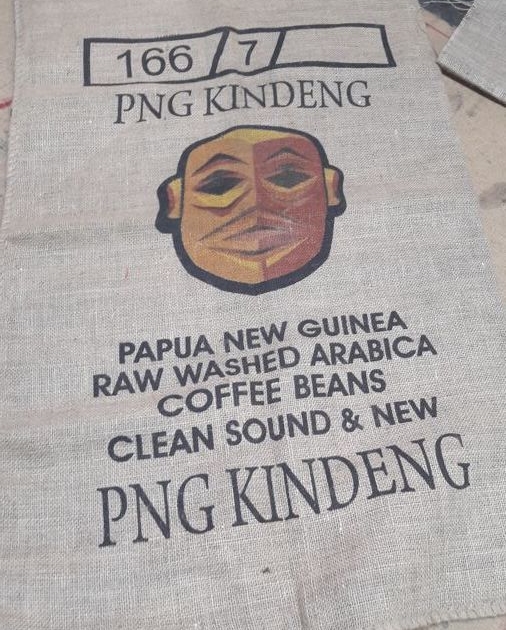 166 / 7 /
PNG KINDENG
PAPUA NEW GUINEA
RAW WASHED ARABICA
COFFEE BEANS
CLEAN SOUND & NEW
PNG KINDENG